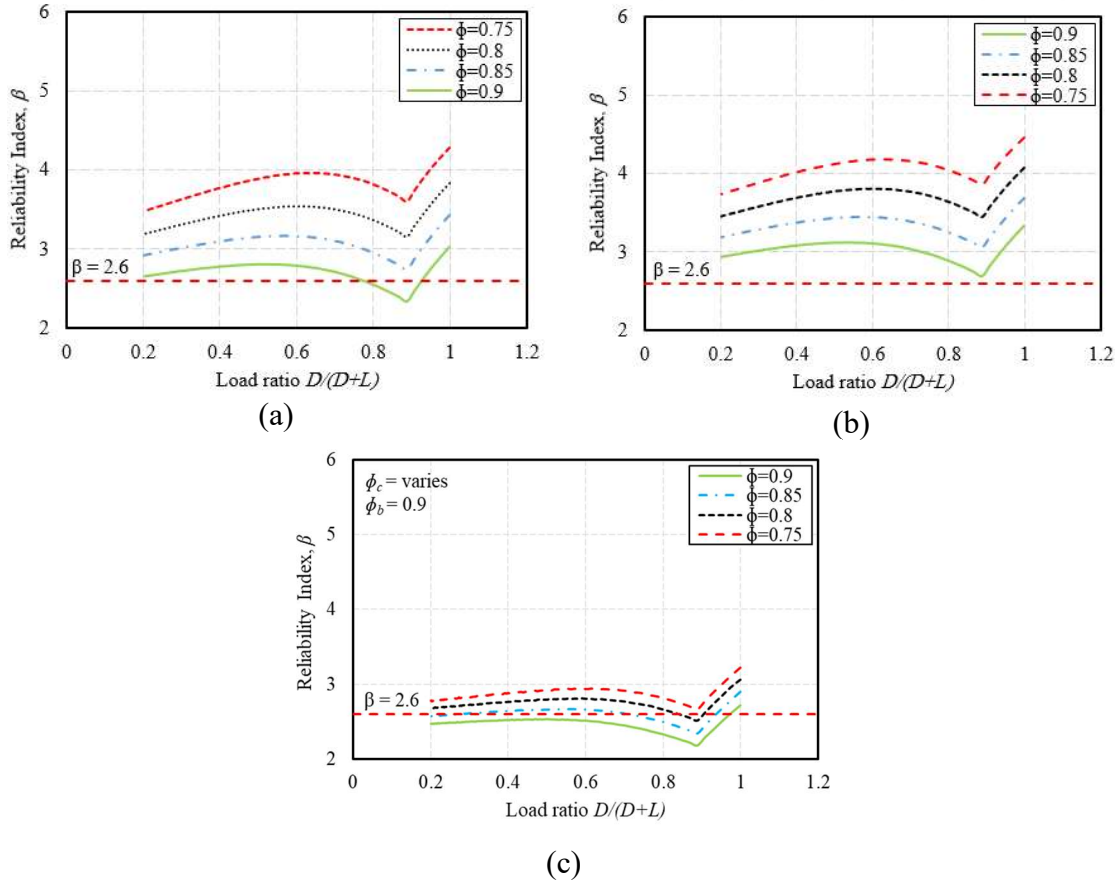 6
5
4
3
2
Reliability Index, β
ϕ=0.75
ϕ=0.8
ϕ=0.85
ϕ=0.9
β = 2.6
0 0.2 0.4 0.6 0.8 1 1.2
Load ratio D/(D+L)
(a)
6
5
4
3
2
Reliability Index, β
ϕ=0.9
ϕ=0.85
ϕ=0.8
ϕ=0.75
β = 2.6
0 0.2 0.4 0.6 0.8 1 1.2
Load ratio D/(D+L)
(b)
6
5
4
3
2
Reliability Index, β
ϕc = varies
ϕb = 0.9
ϕ=0.9
ϕ=0.85
ϕ=0.8
ϕ=0.75
β = 2.6
0 0.2 0.4 0.6 0.8 1 1.2
Load ratio D/(D+L)
(c)